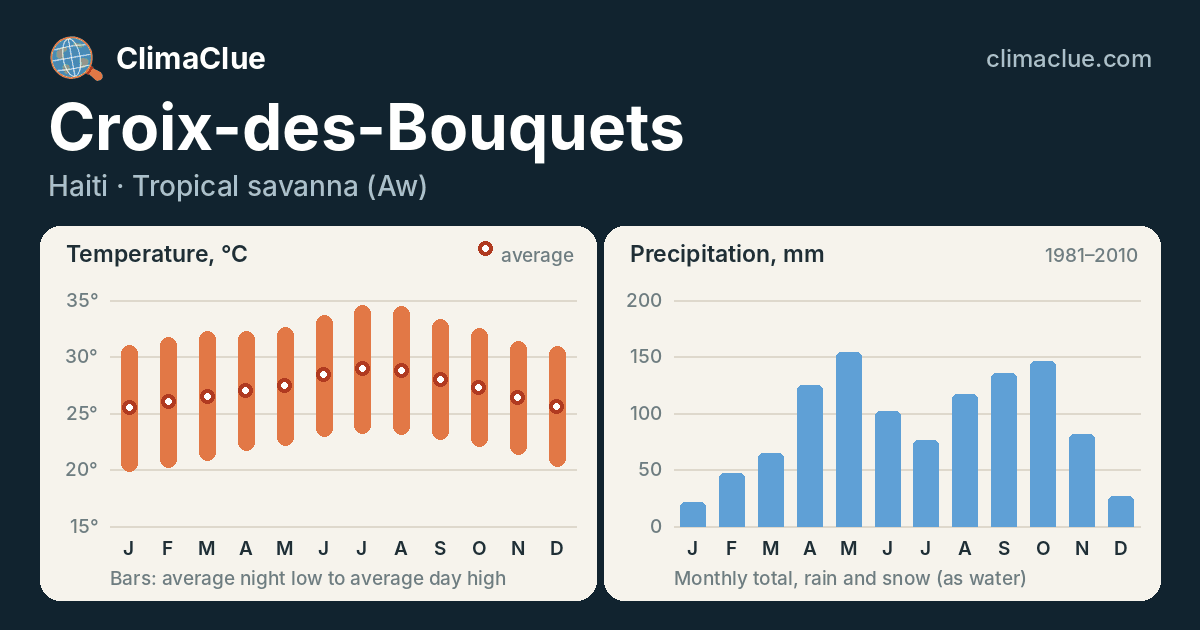 ClimaClue
climaclue.com
Croix-des-Bouquets
Haiti · Tropical savanna (Aw)
Temperature, °C
average
35°
30°
25°
20°
15°
J F M A M J J A S O N D
Bars: average night low to average day high
Precipitation, mm
1981–2010
200
150
100
50
0
J F M A M J J A S O N D
Monthly total, rain and snow (as water)